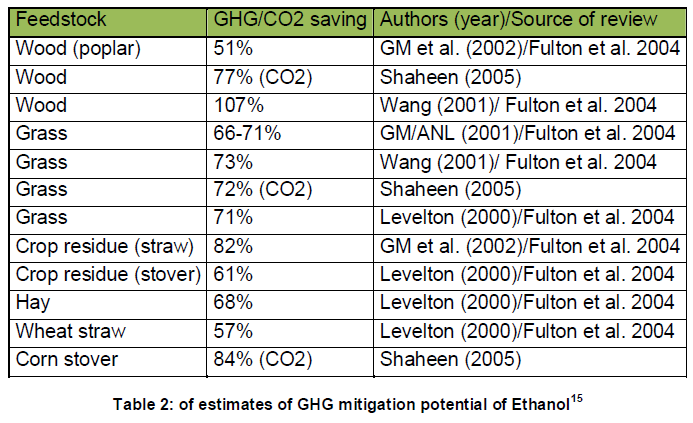 Feedstock GHG/CO2 saving Authors (year)/Source of review
Wood (poplar) 51% GM et al. (2002)/Fulton et al. 2004
Wood 77% (CO2) Shaheen (2005)
Wood 107% Wang (2001)/ Fulton et al. 2004
Grass 66-71% GM/ANL (2001)/Fulton et al. 2004
Grass 73% Wang (2001)/ Fulton et al. 2004
Grass 72% (CO2) Shaheen (2005)
Grass 71% Levelton (2000)/Fulton et al. 2004
Crop residue (straw) 82% GM et al. (2002)/Fulton et al. 2004
Crop residue (stover) 61% Levelton (2000)/Fulton et al. 2004
Hay 68% Levelton (2000)/Fulton et al. 2004
Wheat straw 57% Levelton (2000)/Fulton et al. 2004
Corn stover 84% (CO2) Shaheen (2005)
Table 2: of estimates of GHG mitigation potential of Ethanol15